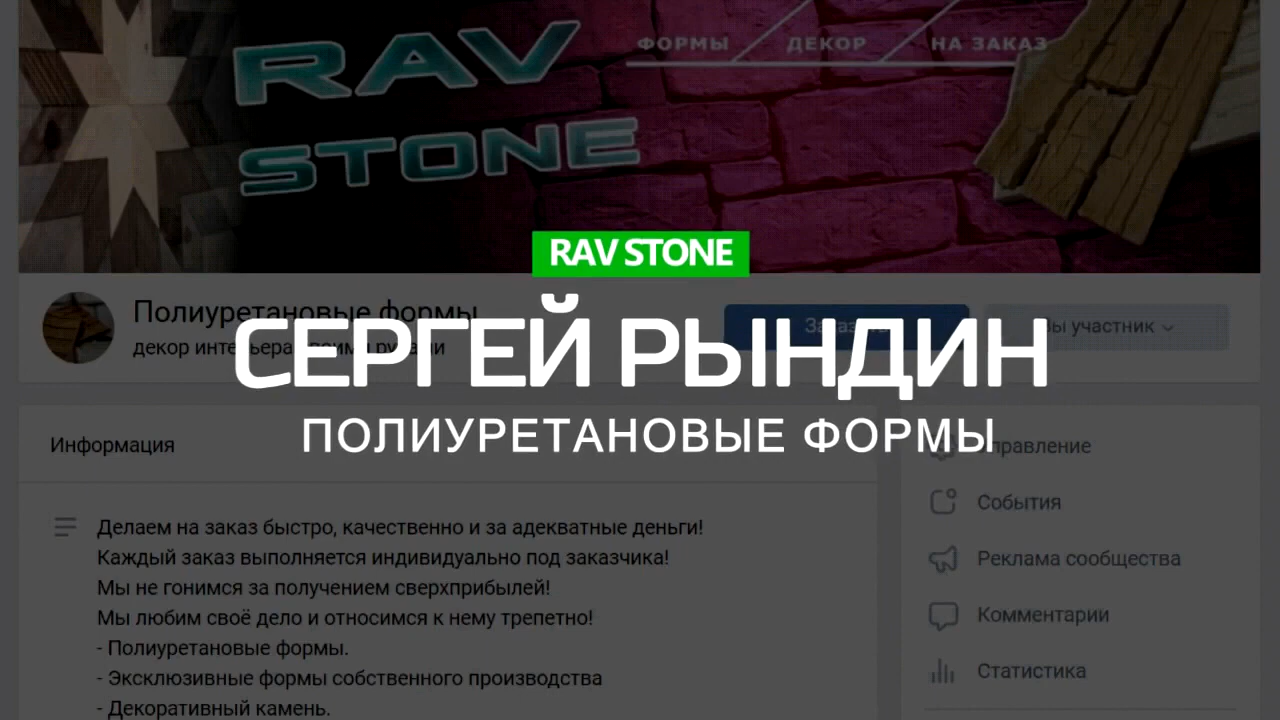 RAV
STONE
ФОРМЫ ДЕКОР НА ЗАКАЗ
RAV STONE
Полиуретановые формы
СЕРГЕЙ РЫНДИН
участник
декор
ПОЛИУРЕТАНОВЫЕ ФОРМЫ
Информация
События
Реклама сообщества
Комментарии
Статистика
Делаем на заказ быстро, качественно и за адекватные деньги!
Каждый заказ выполняется индивидуально под заказчика!
Мы не гонимся за получением сверхприбылей!
Мы любим своё дело и относимся к нему трепетно!
- Полиуретановые формы.
- Эксклюзивные формы собственного производства
- Декоративный камень.